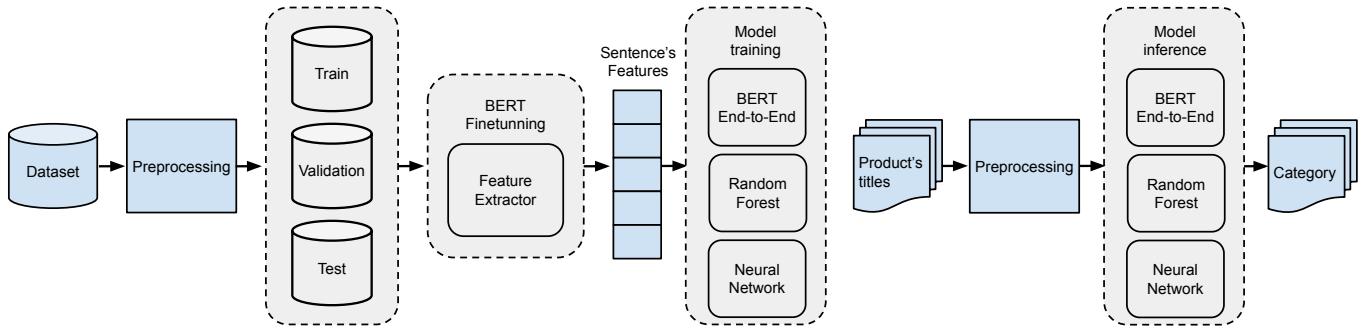 Dataset
Preprocessing
Train
Validation
Test
BERT
Finetunning
Feature
Extractor
Sentence's
Features
Model
training
BERT
End-to-End
Random
Forest
Neural
Network
Product's
titles
Preprocessing
Model
inference
BERT
End-to-End
Random
Forest
Neural
Network
Category